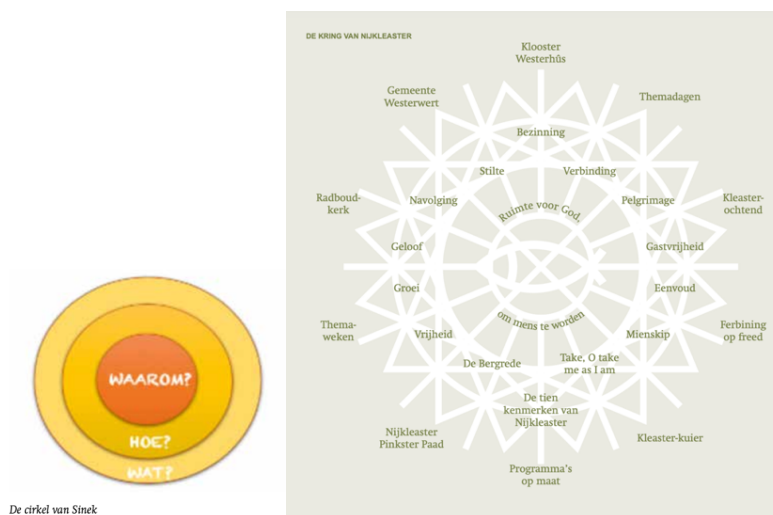 DE KRING VAN NIJKLEASTER
Klooster
Westerhûs
Gemeente
Westerwert
Themadagen
Bezinning
Stilte
Verbinding
Radboud-
kerk
Navolging
Ruimte voor God,
Pelgrimage
Kleaster-
ochtend
Geloof
Gastvrijheid
Groei
Eenvoud
om mens te worden
Thema-
weken
Vrijheid
Mienskip
Ferbining
op freed
De Bergrede
Take, O take
me as I am
De tien
kenmerken van
Nijkleaster
Nijkleaster
Pinkster Paad
Kleaster-kuier
Programma's
op maat
WAAROM?
HOE?
WAT?
De cirkel van Sinek